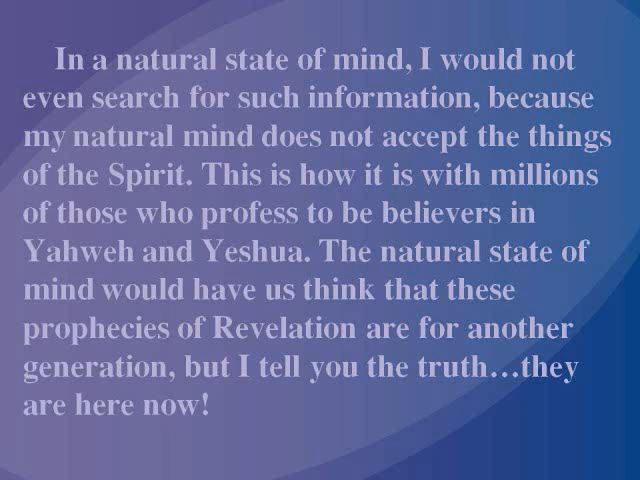 In a natural state of mind, I would not
even search for such information, because
my natural mind does not accept the things
of the Spirit. This is how it is with millions
of those who profess to be believers in
Yahweh and Yeshua. The natural state of
mind would have us think that these
prophecies of Revelation are for another
generation, but I tell you the truth…they
are here now!